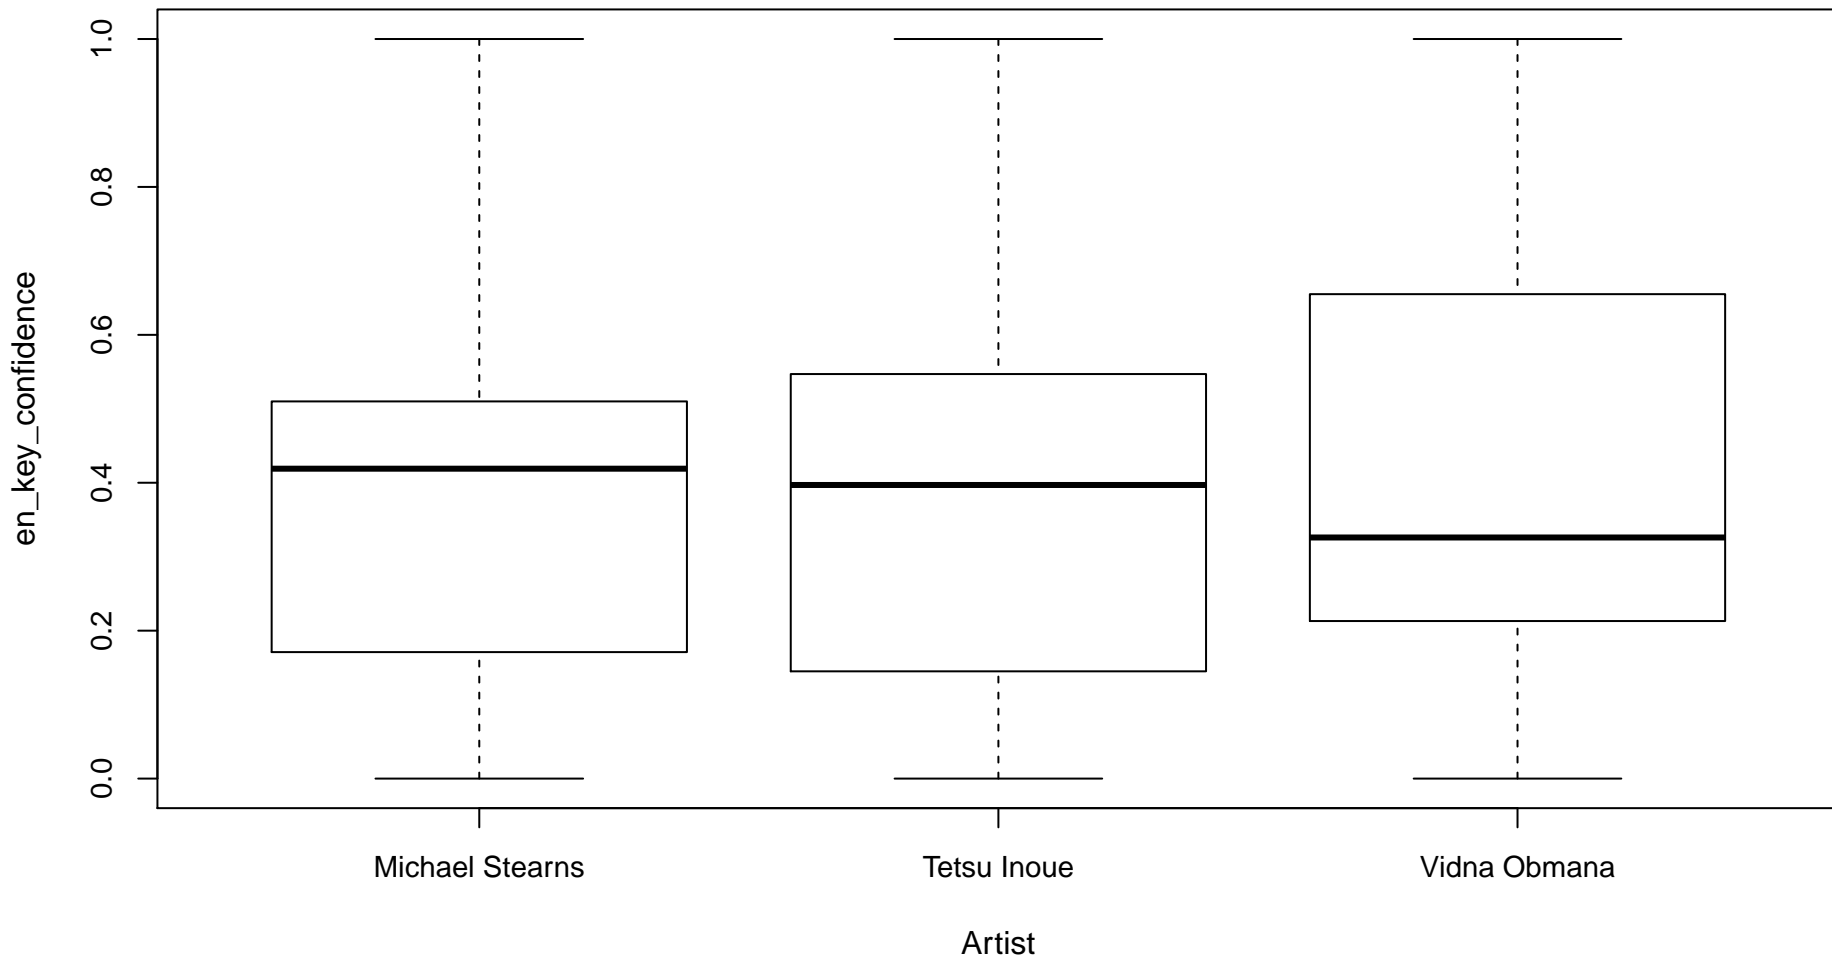 en_key_confidence
1.0
0.8
0.6
0.4
0.2
0.0
Michael Stearns
Tetsu Inoue
Vidna Obmana
Artist